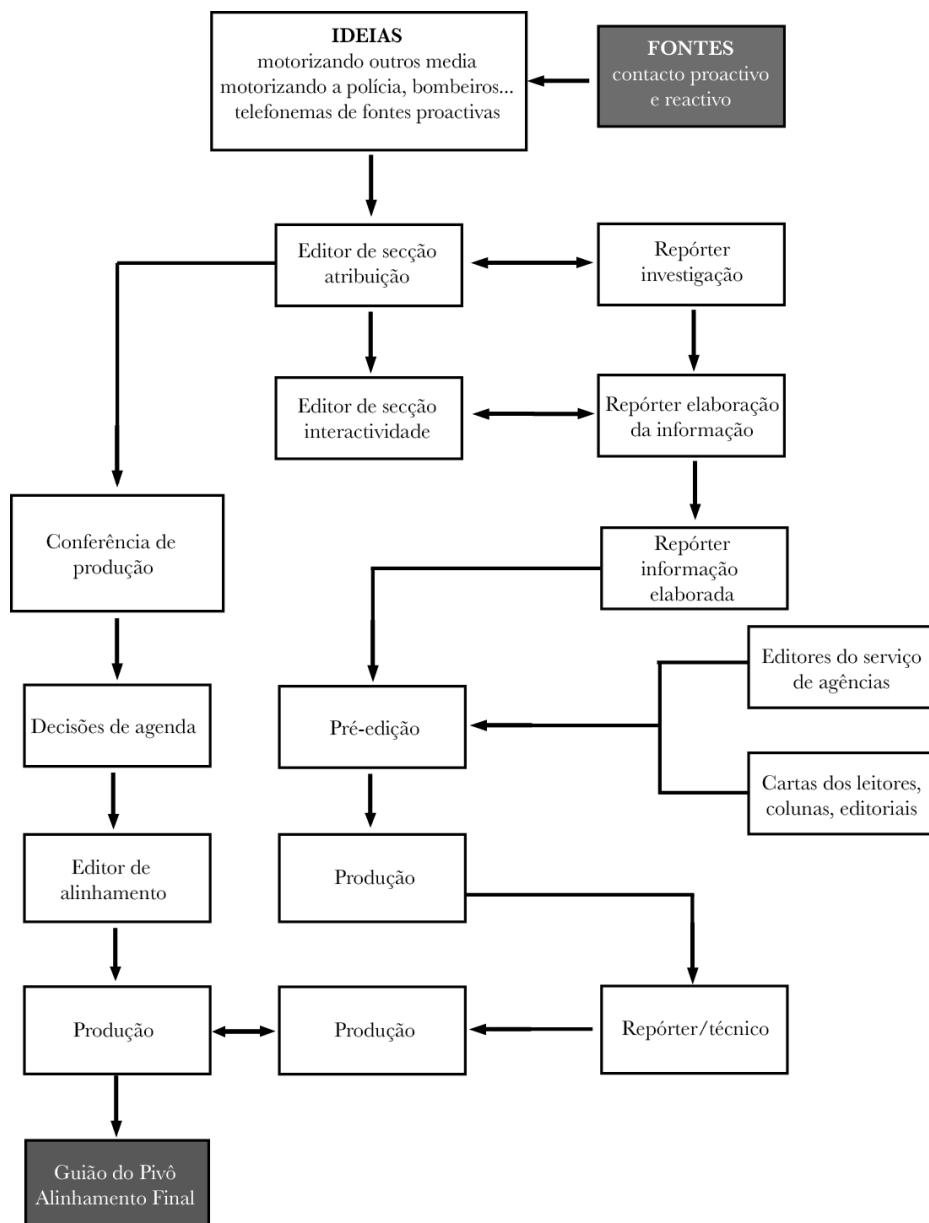 IDEIAS
motorizando outros media
motorizando a polícia, bombeiros...
telefonemas de fontes proactivas
FONTES
contacto proactivo
e reactivo
Editor de secção
atribuição
Repórter
investigação
Editor de secção
interactividade
Repórter elaboração
da informação
Conferência de
produção
Repórter
informação
elaborada
Editores do serviço
de agências
Decisões de agenda
Pré-edição
Cartas dos leitores,
colunas, editoriais
Editor de
alinhamento
Produção
Produção
Produção
Repórter/técnico
Guião do Pivô
Alinhamento Final